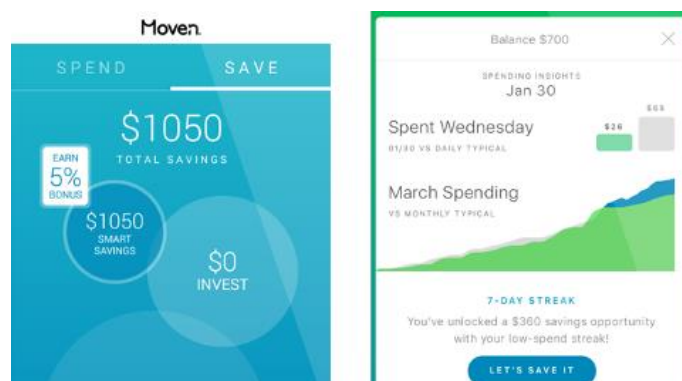 Moven
SPEND
SAVE
$1050
TOTAL SAVINGS
EARN
5%
BONUS
$1050
SMART
SAVINGS
$0
INVEST
Balance $700
SPENDING INSIGHTS
Jan 30
Spent Wednesday
01/30 VS DAILY TYPICAL
$26
$68
March Spending
VS MONTHLY TYPICAL
7-DAY STREAK
You've unlocked a $360 savings opportunity
with your low-spend streak!
LET'S SAVE IT